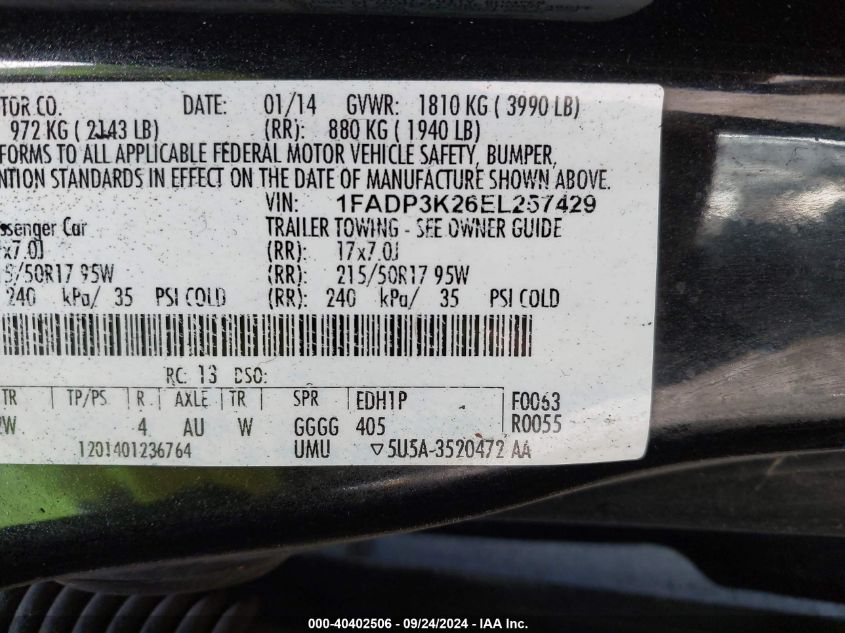 TOR CO. DATE: 01/14 GVWR: 1810 KG ( 3990 LB)
972 KG ( 2143 LB) (RR): 880 KG ( 1940 LB)
FORMS TO ALL APPLICABLE FEDERAL MOTOR VEHICLE SAFETY, BUMPER,
NTION STANDARDS IN EFFECT ON THE DATE OF MANUFACTURE SHOWN ABOVE.
VIN: 1FADP3K26EL257429
ssenger Car TRAILER TOWING - SEE OWNER GUIDE
x7.0J (RR): 17x7.0J
5/50R17 95W (RR): 215/50R17 95W
240 kPa/ 35 PSI COLD (RR): 240 kPa/ 35 PSI COLD
RC: 13 DSO:
TR TP/PS R AXLE TR SPR EDH1P F0063
W 4 AU W GGGG 405 R0055
1201401236764 UMU ▽5U5A-3520472 AA
000-40402506 - 09/24/2024 - IAA Inc.